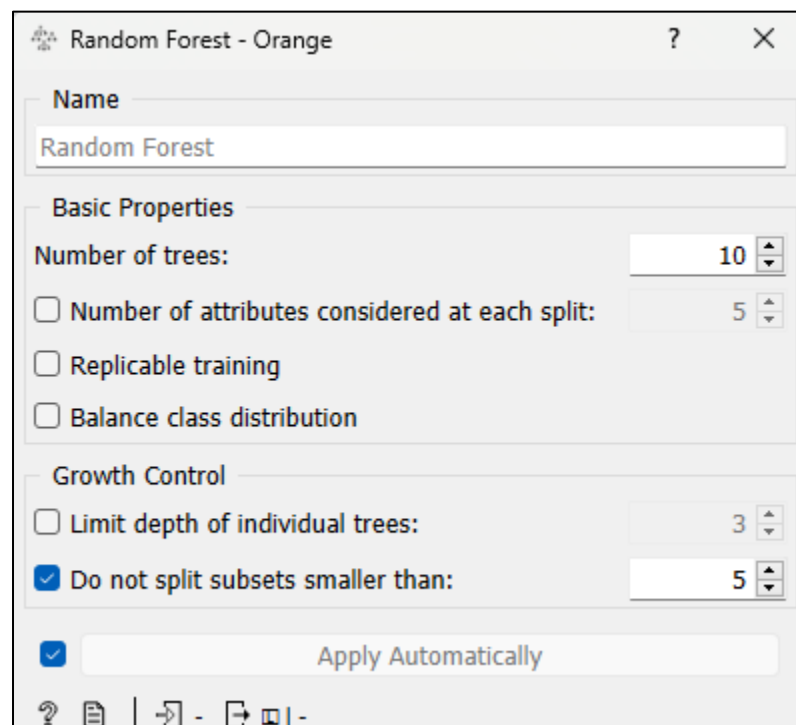 Random Forest - Orange ? ×
Name
Random Forest
Basic Properties
Number of trees: 10
Number of attributes considered at each split: 5
Replicable training
Balance class distribution
Growth Control
Limit depth of individual trees: 3
Do not split subsets smaller than: 5
Apply Automatically
? | - | -